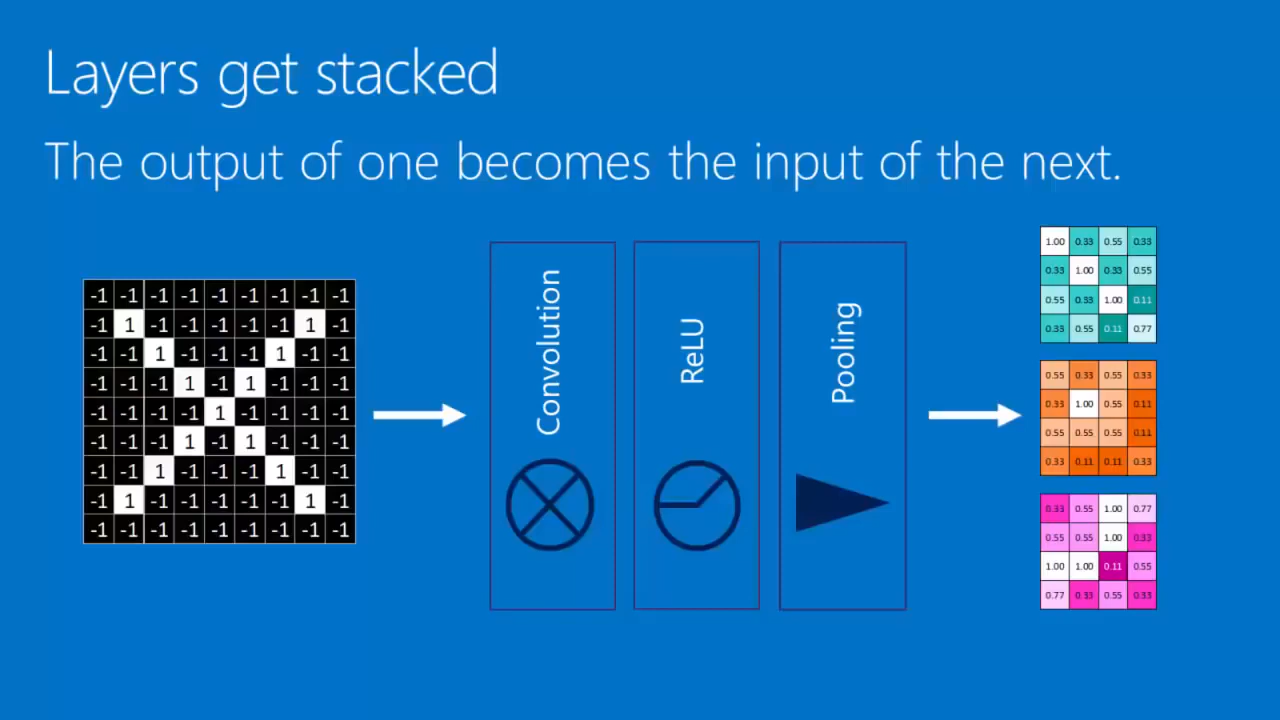 Layers get stacked
The output of one becomes the input of the next.
-1 -1 -1 -1 -1 -1 -1 -1 -1
-1 1 -1 -1 -1 -1 -1 1 -1
-1 -1 1 -1 -1 -1 1 -1 -1
-1 -1 -1 1 -1 1 -1 -1 -1
-1 -1 -1 -1 1 -1 -1 -1 -1
-1 -1 -1 1 -1 1 -1 -1 -1
-1 -1 1 -1 -1 -1 1 -1 -1
-1 1 -1 -1 -1 -1 -1 1 -1
-1 -1 -1 -1 -1 -1 -1 -1 -1
Convolution
ReLU
Pooling
1.00 0.33 0.55 0.33
0.33 1.00 0.33 0.55
0.55 0.33 1.00 0.11
0.33 0.55 0.11 0.77
0.55 0.33 0.55 0.33
0.33 1.00 0.55 0.11
0.55 0.55 0.55 0.11
0.33 0.11 0.11 0.33
0.33 0.55 1.00 0.77
0.55 0.55 1.00 0.33
1.00 1.00 0.11 0.55
0.77 0.33 0.55 0.33